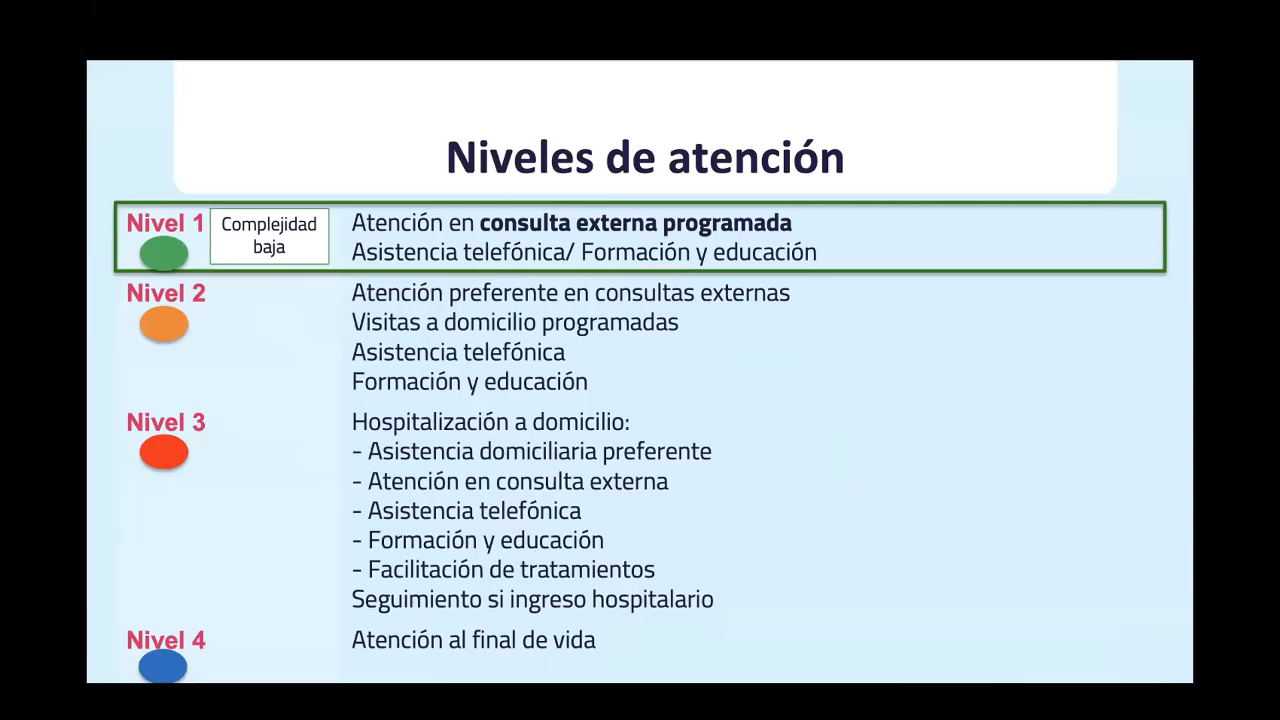 Niveles de atención
Nivel 1
Complejidad
baja
Atención en consulta externa programada
Asistencia telefónica/ Formación y educación
Nivel 2
Atención preferente en consultas externas
Visitas a domicilio programadas
Asistencia telefónica
Formación y educación
Nivel 3
Hospitalización a domicilio:
- Asistencia domiciliaria preferente
- Atención en consulta externa
- Asistencia telefónica
- Formación y educación
- Facilitación de tratamientos
Seguimiento si ingreso hospitalario
Nivel 4
Atención al final de vida